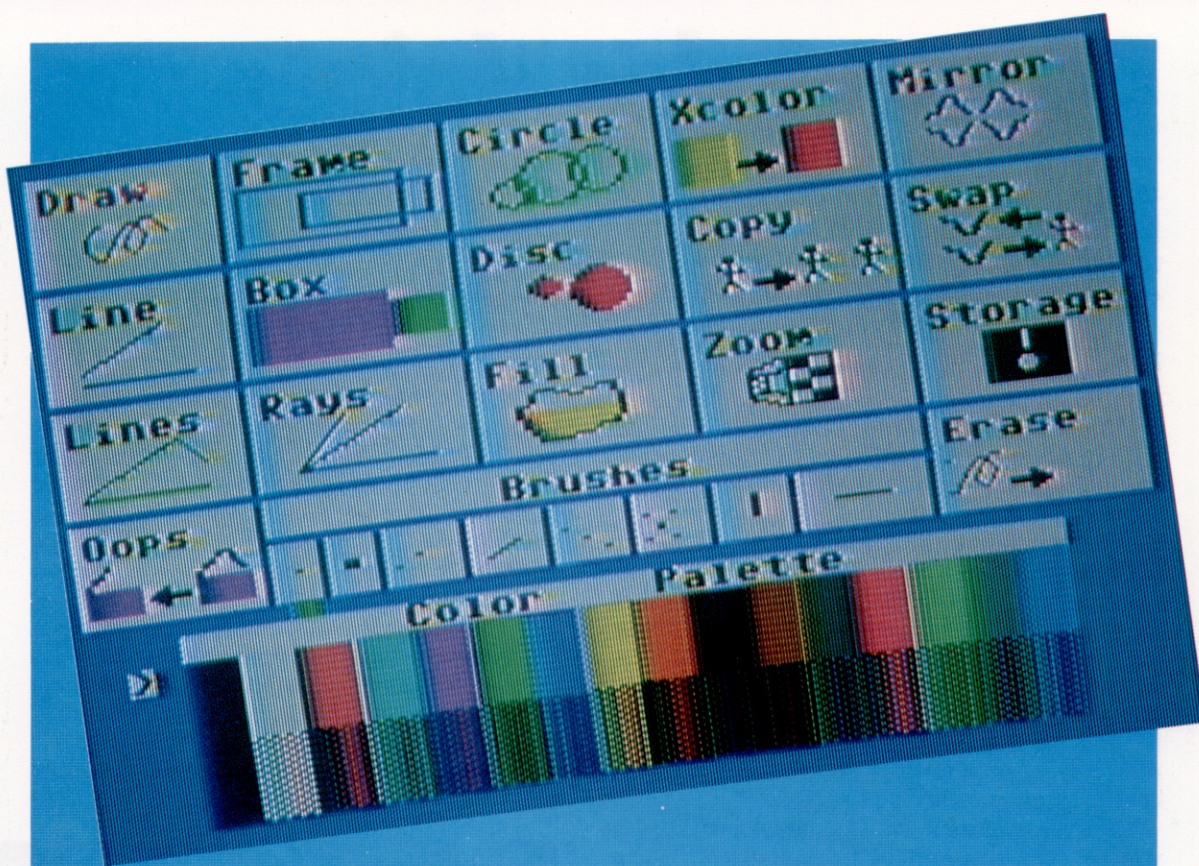 Draw
Frame
Circle
Xcolor
Mirror
Line
Box
Disc
Copy
Swap
Lines
Rays
Fill
Zoom
Storage
Oops
Brushes
Erase
Color Palette